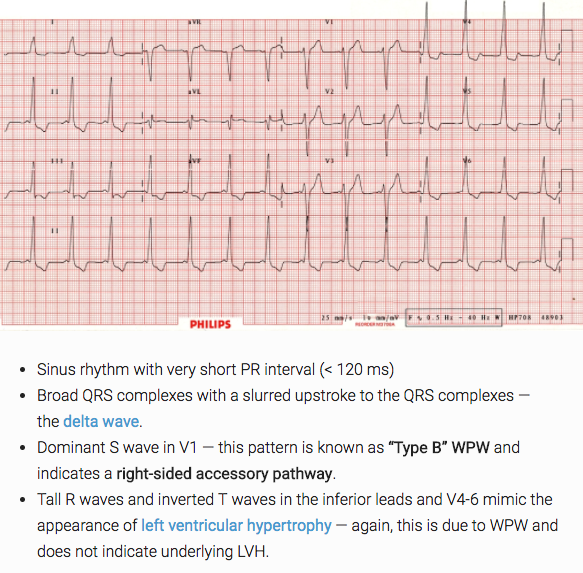 I aVR V1 V4
II aVL V2 V5
III aVF V3 V6
II
25 mm/s 1s mm/mV F ~ 0.5 Hz - 40 Hz W HP708 48903
PHILIPS
• Sinus rhythm with very short PR interval (< 120 ms)
• Broad QRS complexes with a slurred upstroke to the QRS complexes —
the delta wave.
• Dominant S wave in V1 — this pattern is known as “Type B” WPW and
indicates a right-sided accessory pathway.
• Tall R waves and inverted T waves in the inferior leads and V4-6 mimic the
appearance of left ventricular hypertrophy — again, this is due to WPW and
does not indicate underlying LVH.